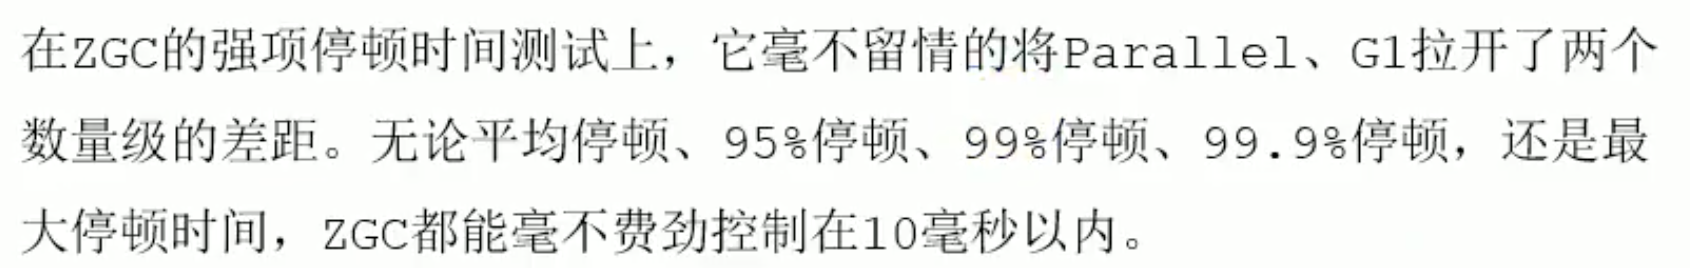 在ZGC的强项停顿时间测试上，它毫不留情的将Parallel、G1拉开了两个
数量级的差距。无论平均停顿、95%停顿、99%停顿、99.9%停顿，还是最
大停顿时间，ZGC都能毫不费劲控制在10毫秒以内。